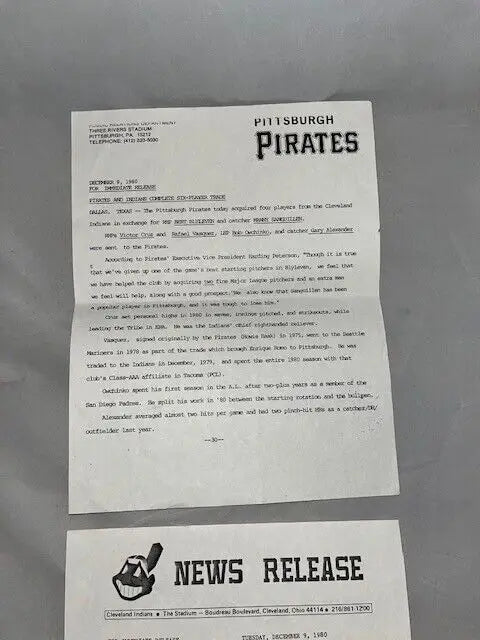 PUBLIC RELATIONS DEPARTMENT
THREE RIVERS STADIUM
PITTSBURGH, PA. 15212
TELEPHONE: (412) 323-5000
PITTSBURGH
PIRATES
DECEMBER 9, 1980
FOR IMMEDIATE RELEASE
PIRATES AND INDIANS COMPLETE SIX-PLAYER TRADE
DALLAS, TEXAS -- The Pittsburgh Pirates today acquired four players from the Cleveland
Indians in exchange for RHP BERT BLYLEVEN and catcher MANNY SANGUILLEN.
RHPs Victor Cruz and Rafael Vasquez, LHP Bob Owchinko, and catcher Gary Alexander
were sent to the Pirates.
According to Pirates' Executive Vice President Harding Peterson, "Though it is true
that we've given up one of the game's best starting pitchers in Blyleven, we feel that
we have helped the club by acquiring two fine Major League pitchers and an extra man
we feel will help, along with a good prospect. We also know that Sanguillen has been
a popular player in Pittsburgh, and it was tough to lose him."
Cruz set personal highs in 1980 in saves, innings pitched, and strikeouts, while
leading the Tribe in ERA. He was the Indians' chief righthanded reliever.
Vasquez, signed originally by the Pirates (Howie Haak) in 1975, went to the Seattle
Mariners in 1978 as part of the trade which brought Enrique Romo to Pittsburgh. He was
traded to the Indians in December, 1979, and spent the entire 1980 season with that
club's Class-AAA affiliate in Tacoma (PCL).
Owchinko spent his first season in the A.L. after two-plus years as a member of the
San Diego Padres. He split his work in '80 between the starting rotation and the bullpen.
Alexander averaged almost two hits per game and had two pinch-hit HRs as a catcher/DH/
outfielder last year.
--30--
NEWS RELEASE
Cleveland Indians ★ The Stadium — Boudreau Boulevard, Cleveland, Ohio 44114 ★ 216/861-1200
FOR IMMEDIATE RELEASE
TUESDAY, DECEMBER 9, 1980